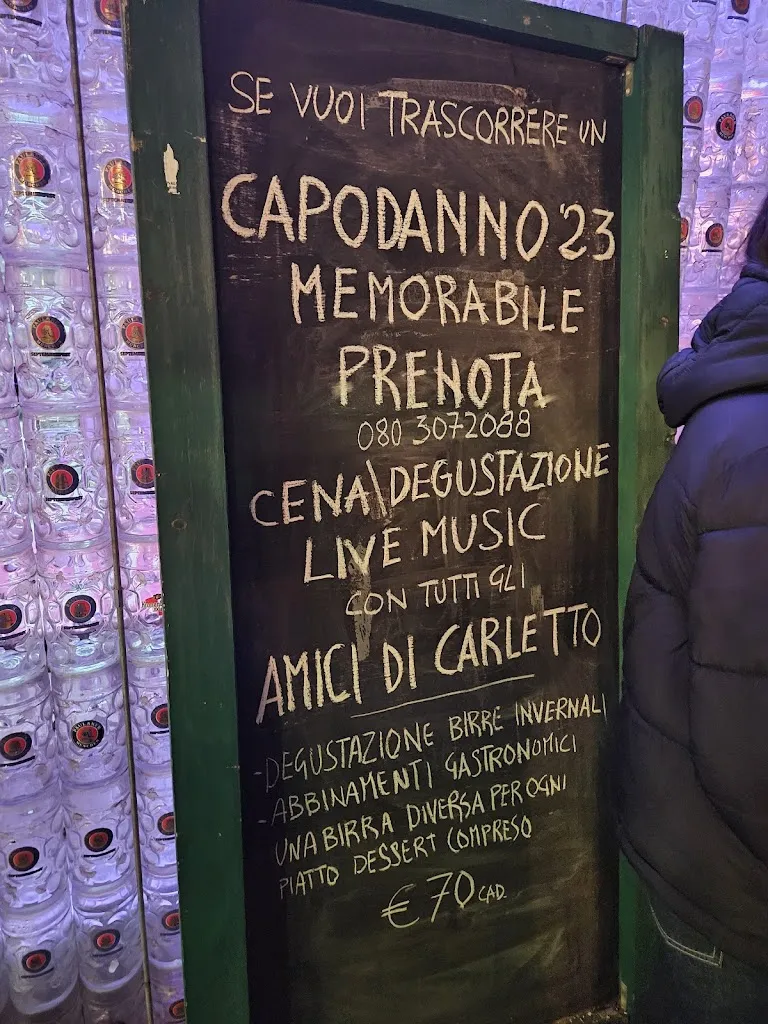 SE VUOI TRASCORRERE UN
CAPODANNO '23
MEMORABILE
PRENOTA
080 3072088
CENA\DEGUSTAZIONE
LIVE MUSIC
CON TUTTI GLI
AMICI DI CARLETTO
-DEGUSTAZIONE BIRRE INVERNALI
-ABBINAMENTI GASTRONOMICI
UNA BIRRA DIVERSA PER OGNI
PIATTO DESSERT COMPRESO
€ 70 CAD.